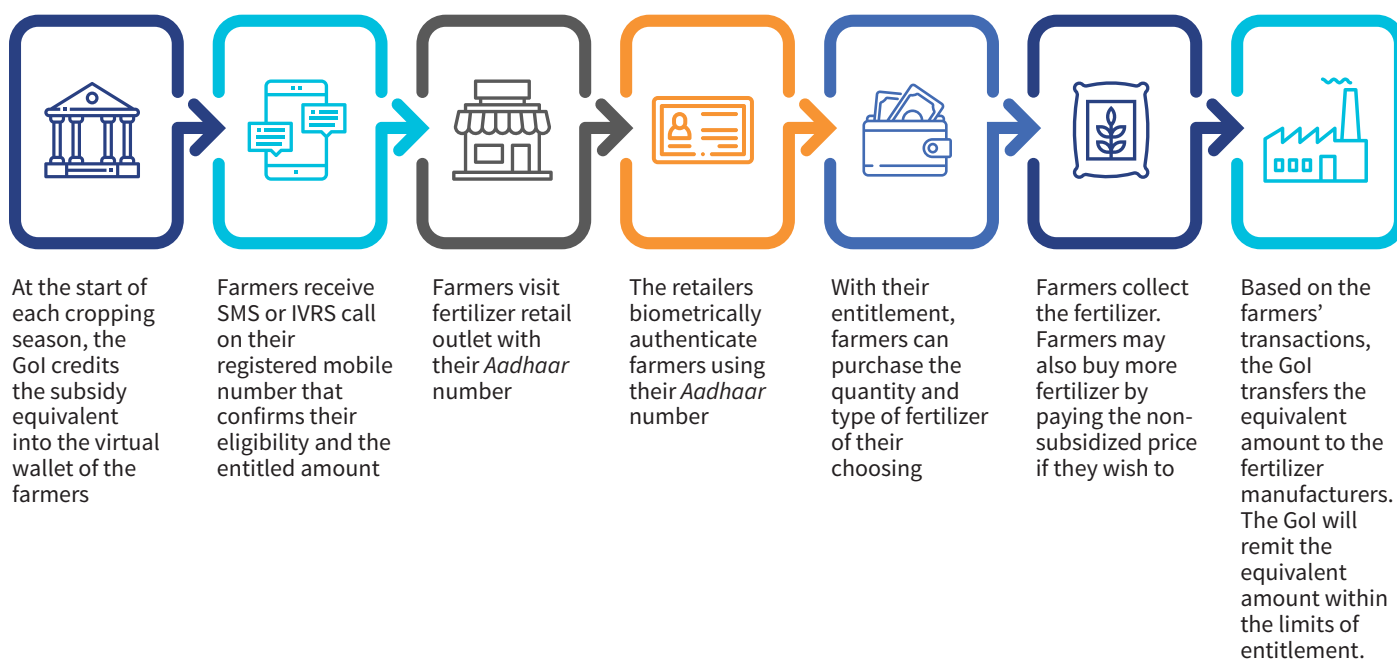 At the start of
each cropping
season, the
GoI credits
the subsidy
equivalent
into the virtual
wallet of the
farmers
Farmers receive
SMS or IVRS call
on their
registered mobile
number that
confirms their
eligibility and the
entitled amount
Farmers visit
fertilizer retail
outlet with
their Aadhaar
number
The retailers
biometrically
authenticate
farmers using
their Aadhaar
number
With their
entitlement,
farmers can
purchase the
quantity and
type of fertilizer
of their
choosing
Farmers collect
the fertilizer.
Farmers may
also buy more
fertilizer by
paying the non-
subsidized price
if they wish to
Based on the
farmers’
transactions,
the GoI
transfers the
equivalent
amount to the
fertilizer
manufacturers.
The GoI will
remit the
equivalent
amount within
the limits of
entitlement.